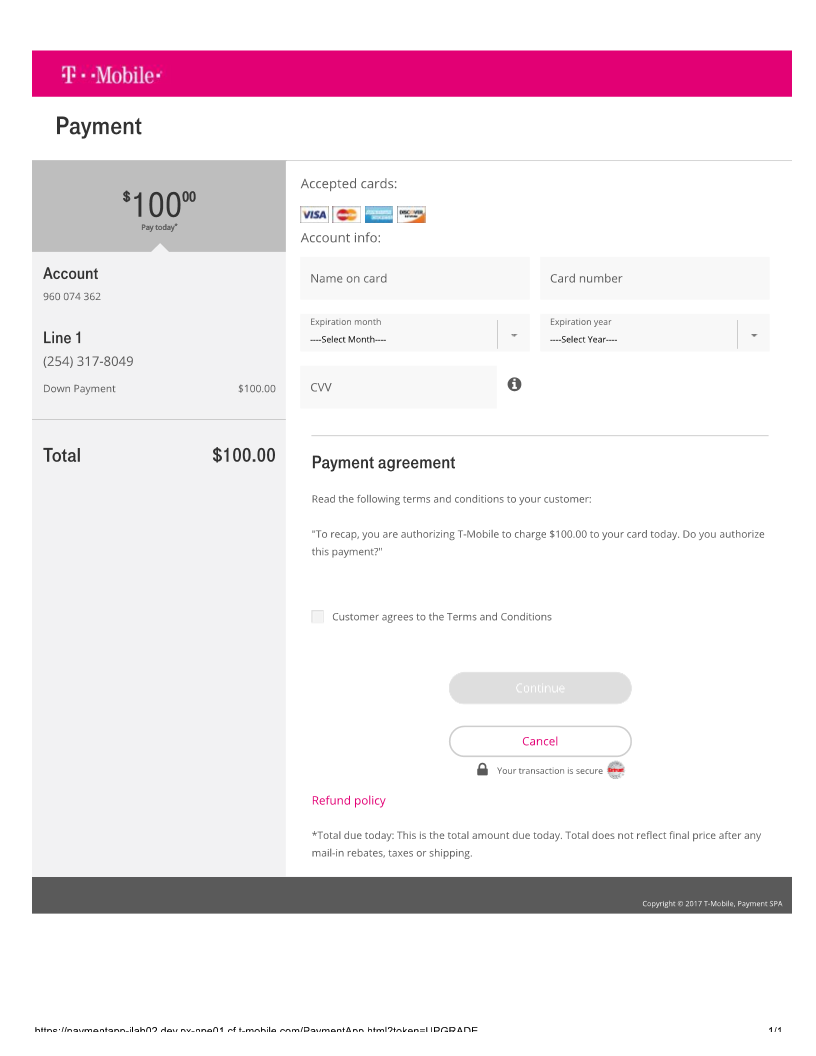 T··Mobile·
Payment
$100 00
Pay today*
Account
960 074 362
Line 1
(254) 317-8049
Down Payment $100.00
Total $100.00
Accepted cards:
VISA MasterCard DISCOVER
Account info:
Name on card Card number
Expiration month Expiration year
----Select Month---- ----Select Year----
CVV
Payment agreement
Read the following terms and conditions to your customer:
"To recap, you are authorizing T-Mobile to charge $100.00 to your card today. Do you authorize
this payment?"
Customer agrees to the Terms and Conditions
Continue
Cancel
Your transaction is secure
Refund policy
*Total due today: This is the total amount due today. Total does not reflect final price after any
mail-in rebates, taxes or shipping.
Copyright © 2017 T-Mobile, Payment SPA
https://paymentapp-ilab02.dev.px-npe01.cf.t-mobile.com/PaymentApp.html?token=UPGRADE 1/1